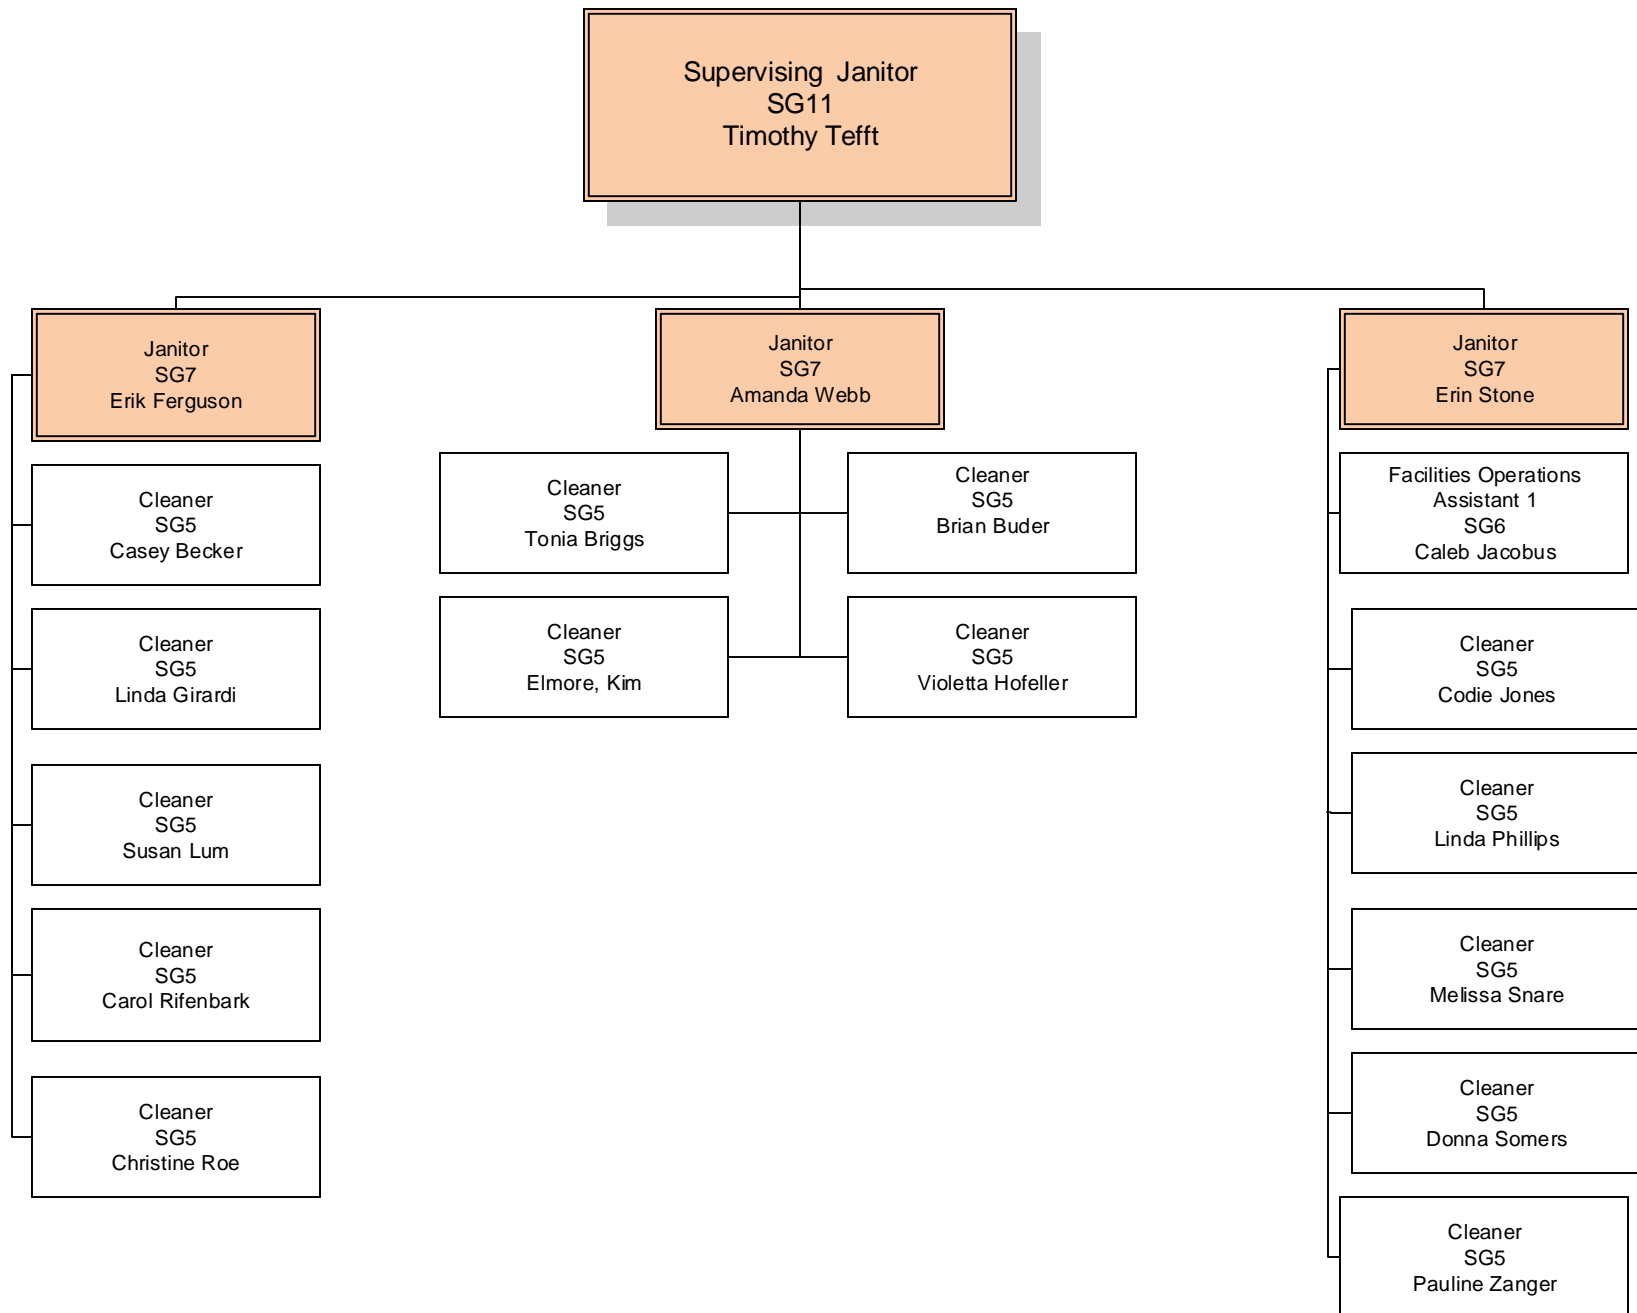 Supervising Janitor
SG11
Timothy Tefft
Janitor
SG7
Erik Ferguson
Cleaner
SG5
Casey Becker
Cleaner
SG5
Linda Girardi
Cleaner
SG5
Susan Lum
Cleaner
SG5
Carol Rifenbark
Cleaner
SG5
Christine Roe
Janitor
SG7
Amanda Webb
Cleaner
SG5
Tonia Briggs
Cleaner
SG5
Brian Buder
Cleaner
SG5
Elmore, Kim
Cleaner
SG5
Violetta Hofeller
Janitor
SG7
Erin Stone
Facilities Operations
Assistant 1
SG6
Caleb Jacobus
Cleaner
SG5
Codie Jones
Cleaner
SG5
Linda Phillips
Cleaner
SG5
Melissa Snare
Cleaner
SG5
Donna Somers
Cleaner
SG5
Pauline Zanger